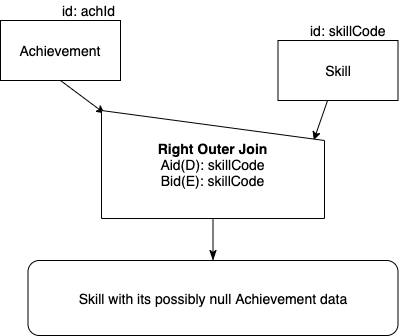 id: achId
Achievement
id: skillCode
Skill
Right Outer Join
Aid(D): skillCode
Bid(E): skillCode
Skill with its possibly null Achievement data